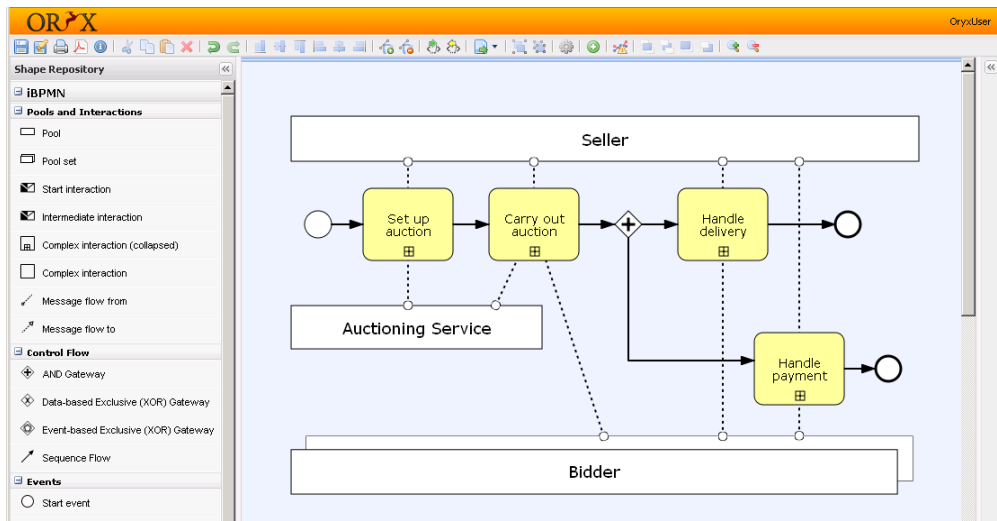 ORYX
OryxUser
Shape Repository
iBPMN
Pools and Interactions
Pool
Pool set
Start interaction
Intermediate interaction
Complex interaction (collapsed)
Complex interaction
Message flow from
Message flow to
Control Flow
AND Gateway
Data-based Exclusive (XOR) Gateway
Event-based Exclusive (XOR) Gateway
Sequence Flow
Events
Start event
Seller
Set up
auction
Carry out
auction
Handle
delivery
Auctioning Service
Handle
payment
Bidder